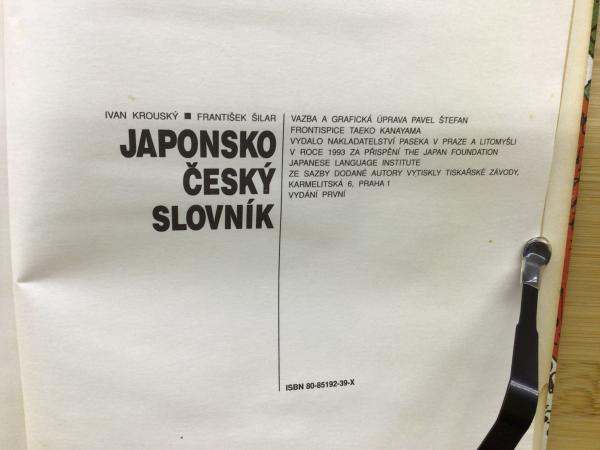 IVAN KROUSKÝ ■ FRANTIŠEK ŠILAR
JAPONSKO
ČESKÝ
SLOVNÍK
VAZBA A GRAFICKÁ ÚPRAVA PAVEL ŠTEFAN
FRONTISPICE TAEKO KANAYAMA
VYDALO NAKLADATELSTVÍ PASEKA V PRAZE A LITOMYŠLI
V ROCE 1993 ZA PŘISPĚNÍ THE JAPAN FOUNDATION
JAPANESE LANGUAGE INSTITUTE
ZE SAZBY DODANÉ AUTORY VYTISKLY TISKAŘSKÉ ZÁVODY,
KARMELITSKÁ 6, PRAHA 1
VYDÁNÍ PRVNÍ
ISBN 80-85192-39-X